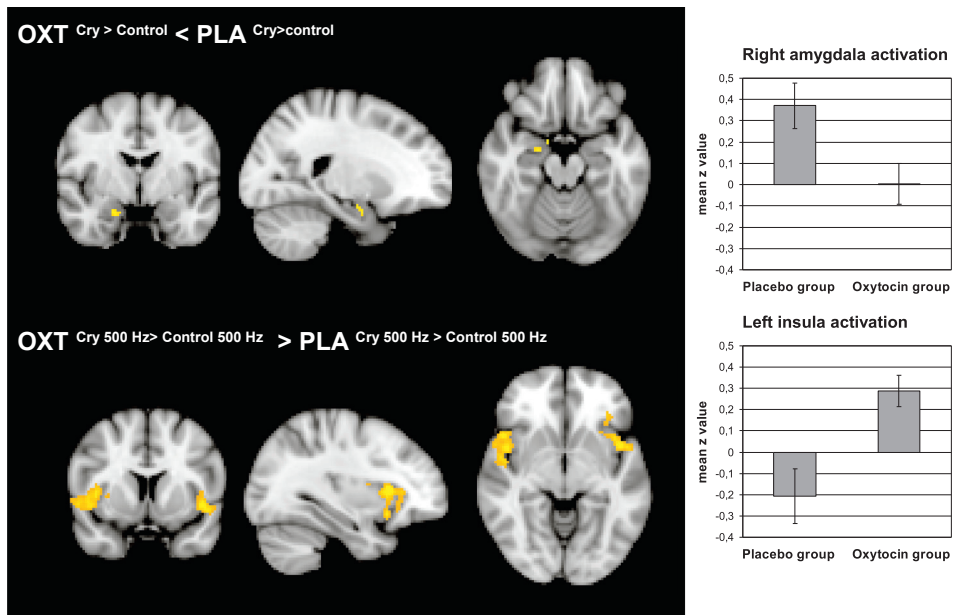 OXT Cry > Control < PLA Cry>control
Right amygdala activation
mean z value
0,5
0,4
0,3
0,2
0,1
0
-0,1
-0,2
-0,3
-0,4
Placebo group Oxytocin group
OXT Cry 500 Hz> Control 500 Hz > PLA Cry 500 Hz > Control 500 Hz
Left insula activation
mean z value
0,5
0,4
0,3
0,2
0,1
0
-0,1
-0,2
-0,3
-0,4
Placebo group Oxytocin group